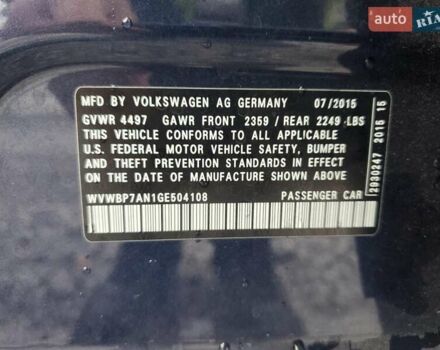 auto RIA
MFD BY VOLKSWAGEN AG GERMANY 07/2015
GVWR 4497 GAWR FRONT 2359 / REAR 2249 LBS
THIS VEHICLE CONFORMS TO ALL APPLICABLE
U.S. FEDERAL MOTOR VEHICLE SAFETY, BUMPER
AND THEFT PREVENTION STANDARDS IN EFFECT
ON THE DATE OF MANUFACTURE SHOWN ABOVE
WVWBP7AN1GE504108 PASSENGER CAR
2930247 2015 15